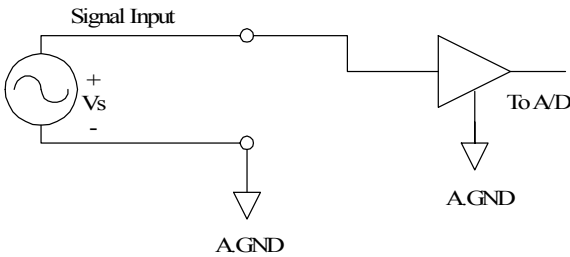 Signal Input
+
Vs
-
To A/D
A.GND
A.GND